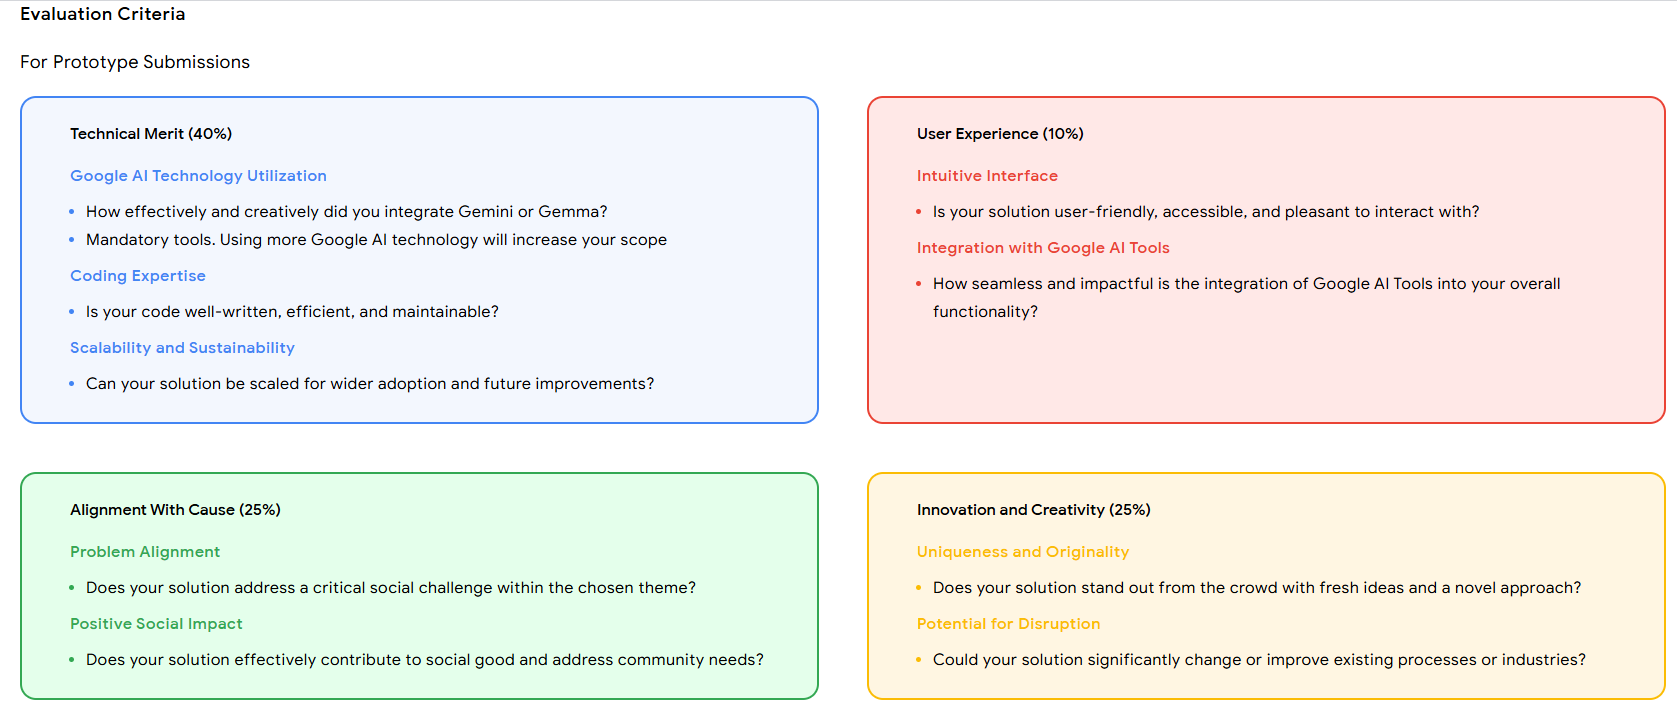 Evaluation Criteria
For Prototype Submissions
Technical Merit (40%)
Google AI Technology Utilization
How effectively and creatively did you integrate Gemini or Gemma?
Mandatory tools. Using more Google AI technology will increase your scope
Coding Expertise
Is your code well-written, efficient, and maintainable?
Scalability and Sustainability
Can your solution be scaled for wider adoption and future improvements?
User Experience (10%)
Intuitive Interface
Is your solution user-friendly, accessible, and pleasant to interact with?
Integration with Google AI Tools
How seamless and impactful is the integration of Google AI Tools into your overall
functionality?
Alignment With Cause (25%)
Problem Alignment
Does your solution address a critical social challenge within the chosen theme?
Positive Social Impact
Does your solution effectively contribute to social good and address community needs?
Innovation and Creativity (25%)
Uniqueness and Originality
Does your solution stand out from the crowd with fresh ideas and a novel approach?
Potential for Disruption
Could your solution significantly change or improve existing processes or industries?